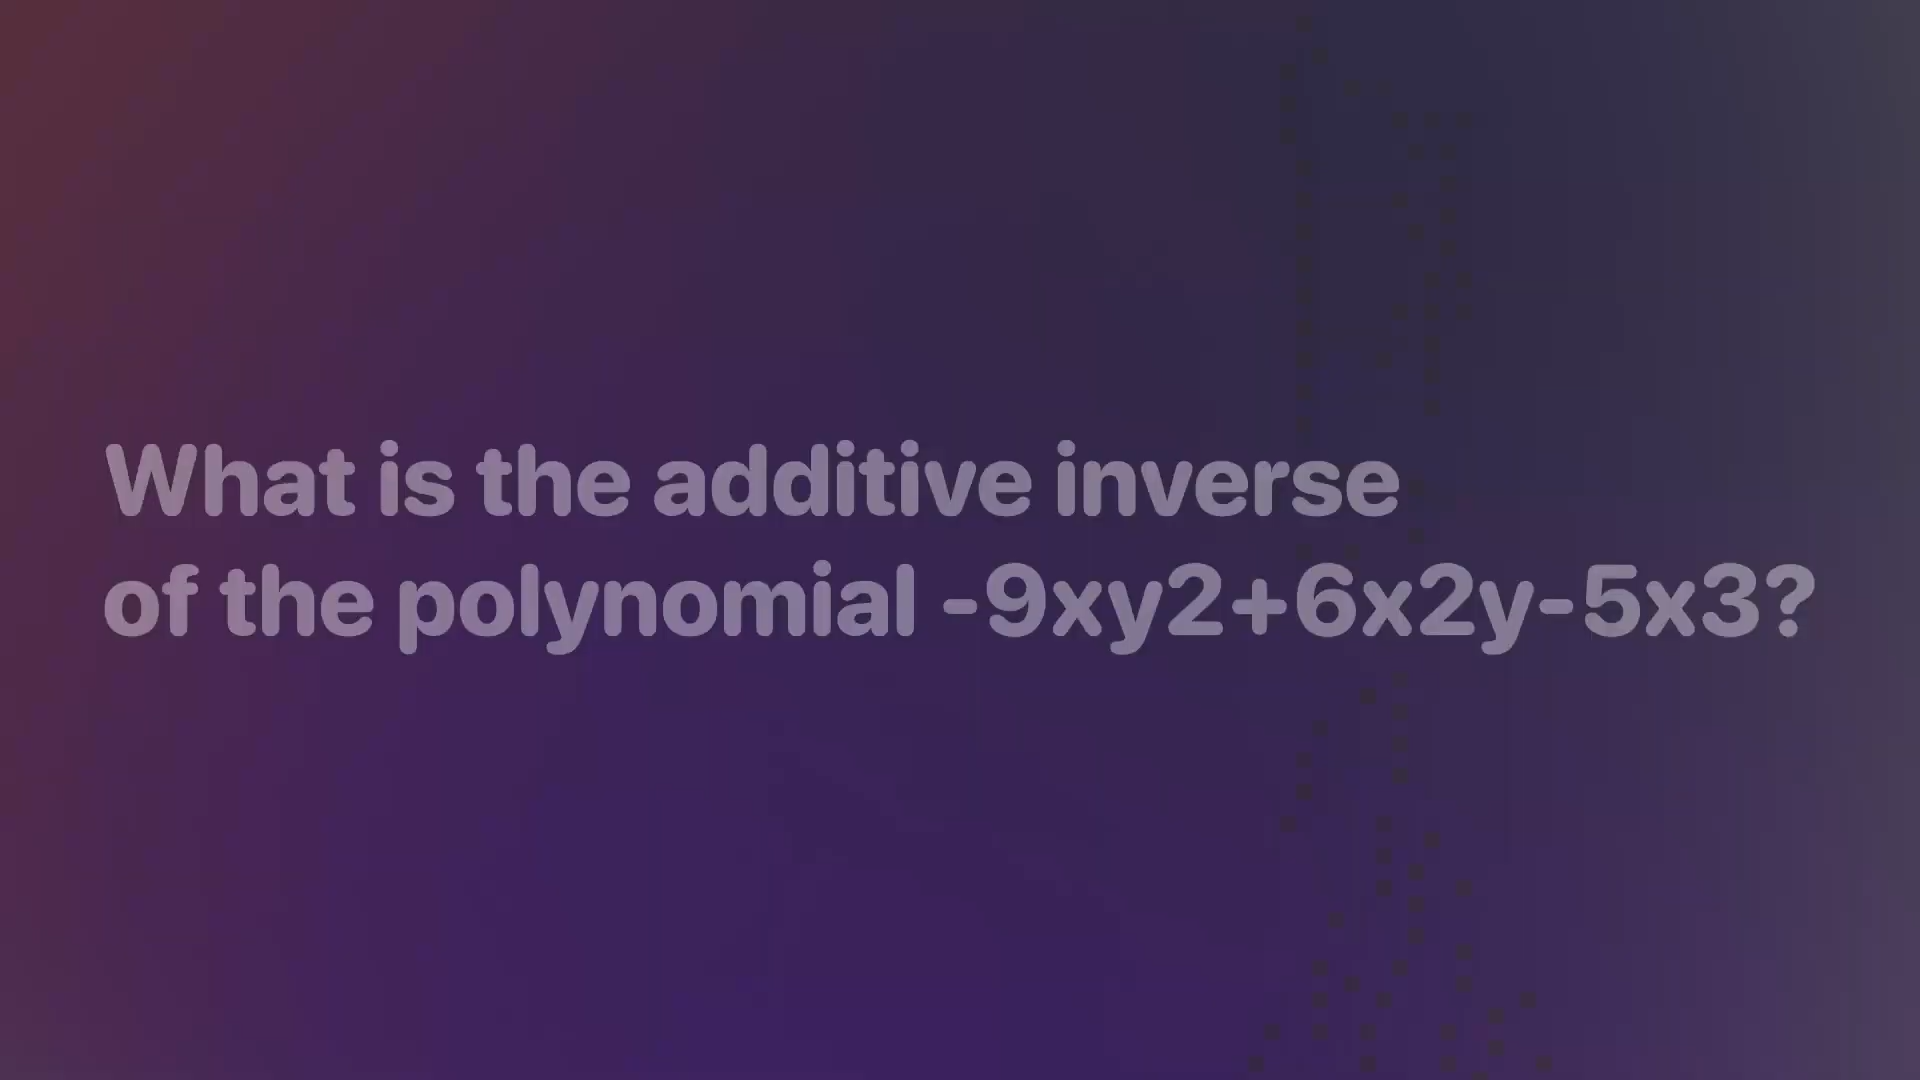 What is the additive inverse
of the polynomial -9xy2+6x2y-5x3?